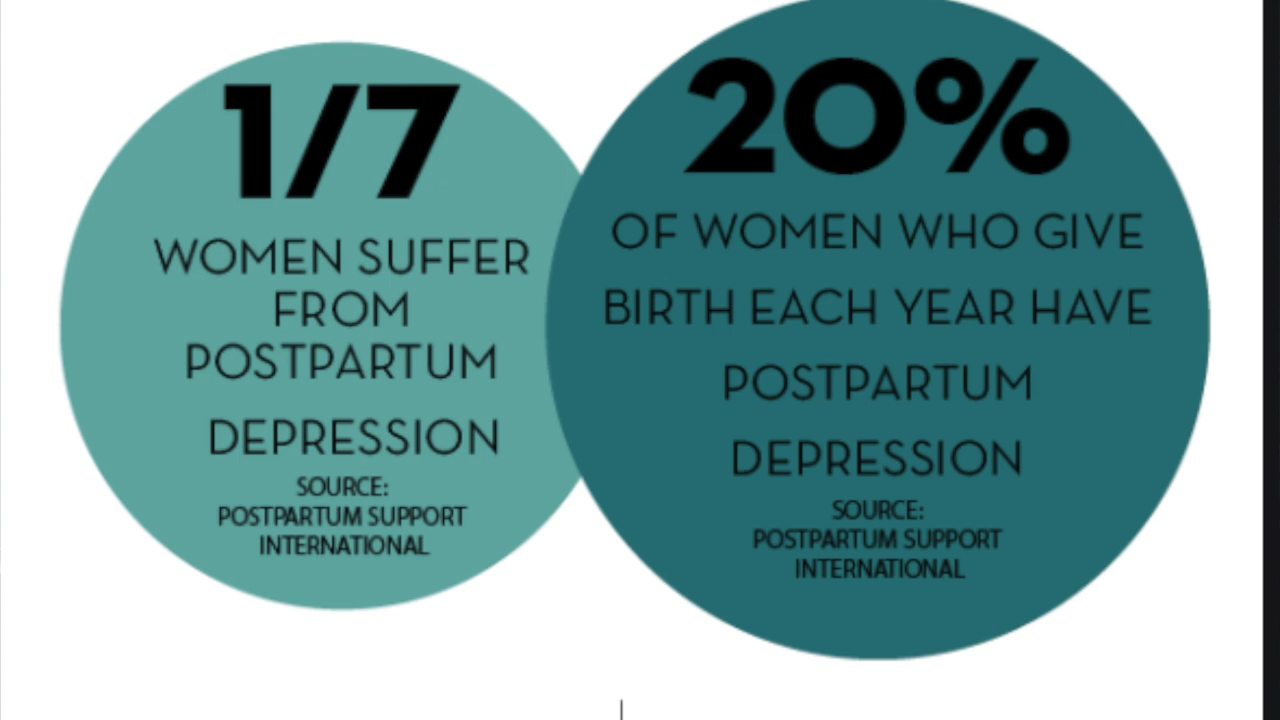 1/7
WOMEN SUFFER
FROM
POSTPARTUM
DEPRESSION
SOURCE:
POSTPARTUM SUPPORT
INTERNATIONAL
20%
OF WOMEN WHO GIVE
BIRTH EACH YEAR HAVE
POSTPARTUM
DEPRESSION
SOURCE:
POSTPARTUM SUPPORT
INTERNATIONAL